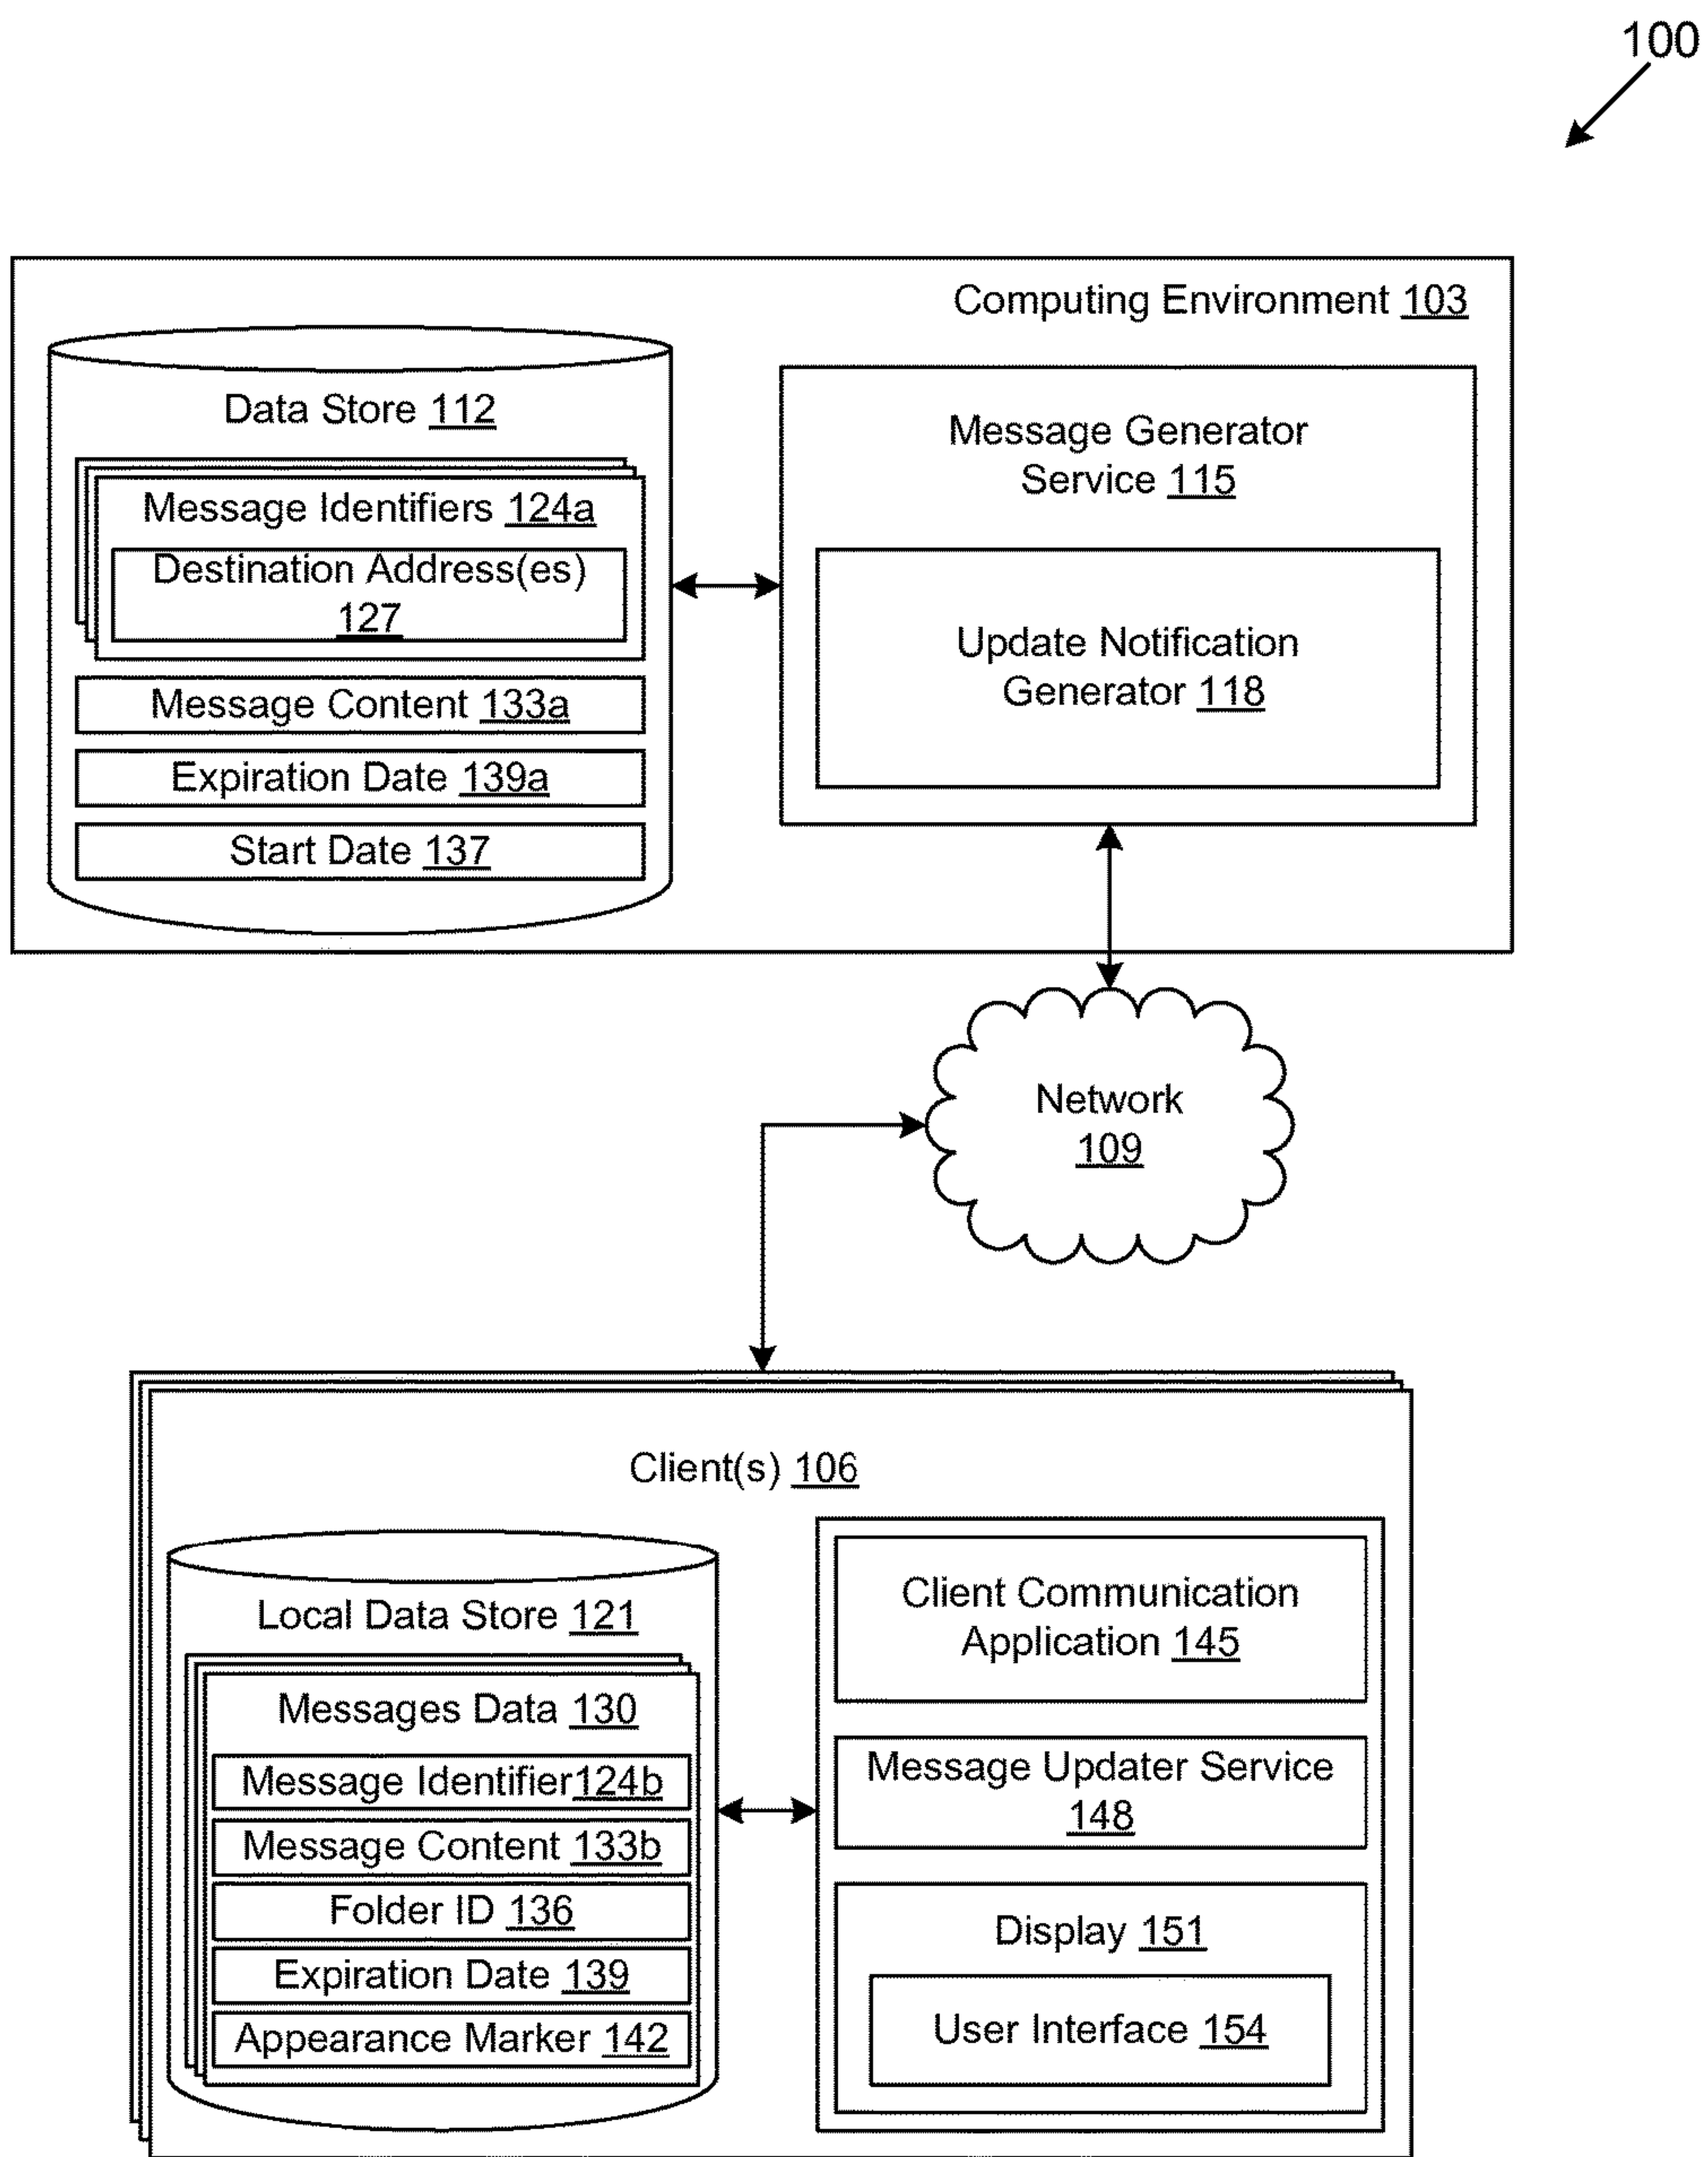 100
Computing Environment 103
Data Store 112
Message Identifiers 124a
Destination Address(es)
127
Message Content 133a
Expiration Date 139a
Start Date 137
Message Generator
Service 115
Update Notification
Generator 118
Network
109
Client(s) 106
Local Data Store 121
Messages Data 130
Message Identifier124b
Message Content 133b
Folder ID 136
Expiration Date 139
Appearance Marker 142
Client Communication
Application 145
Message Updater Service
148
Display 151
User Interface 154